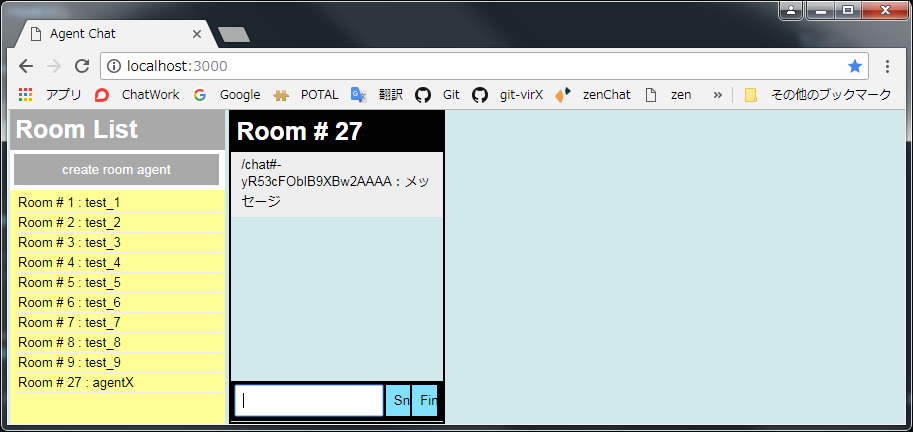 Agent Chat
localhost:3000
アプリ ChatWork Google POTAL 翻訳 Git git-virX zenChat zen » その他のブックマーク
Room List
create room agent
Room # 1 : test_1
Room # 2 : test_2
Room # 3 : test_3
Room # 4 : test_4
Room # 5 : test_5
Room # 6 : test_6
Room # 7 : test_7
Room # 8 : test_8
Room # 9 : test_9
Room # 27 : agentX
Room # 27
/chat#-
yR53cFOblB9XBw2AAAA：メッ
セージ
Sn Fin